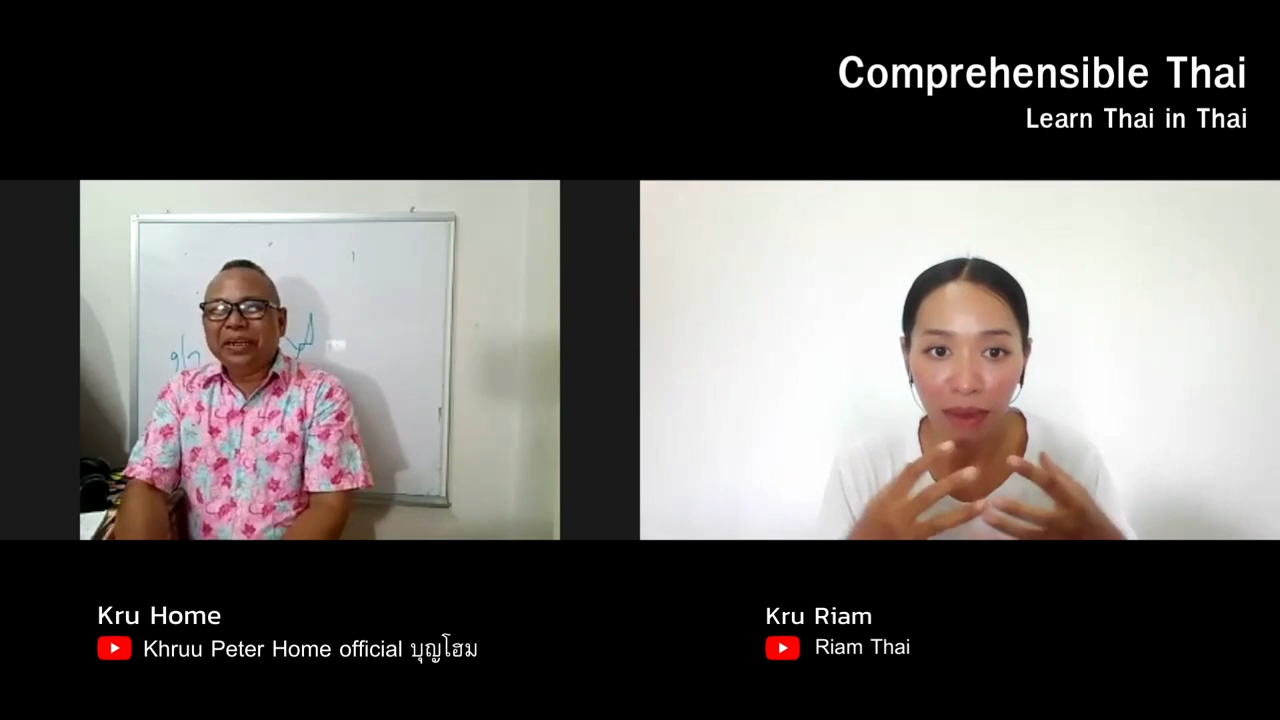 Comprehensible Thai
Learn Thai in Thai
Kru Home
Khruu Peter Home official บุญโฮม
Kru Riam
Riam Thai